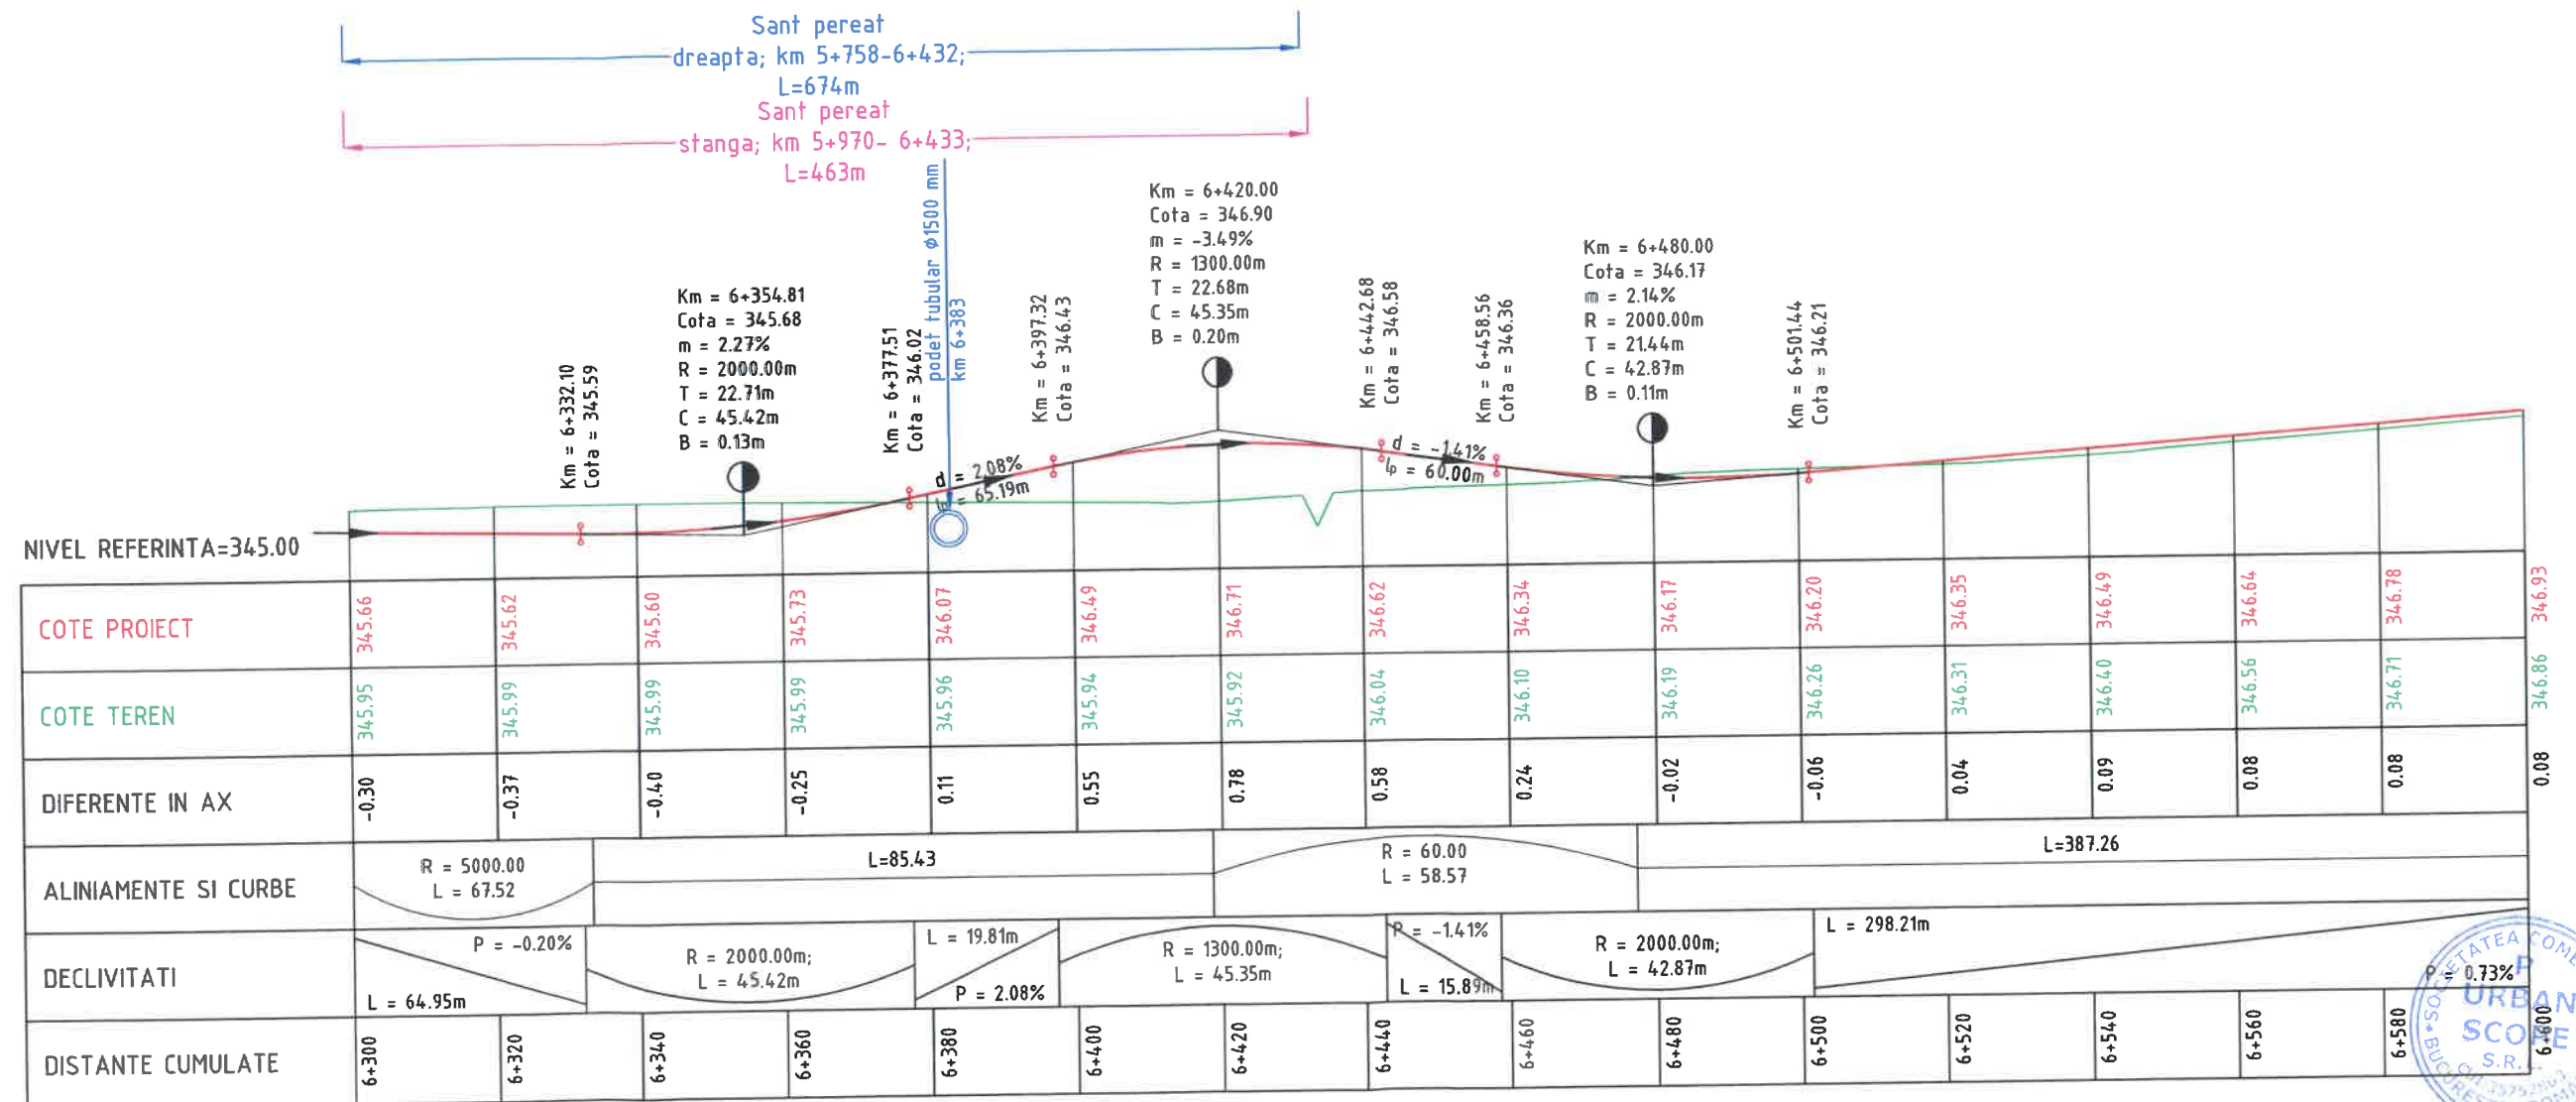 Sant pereat
dreapta; km 5+758-6+432;
L=674m
Sant pereat
stanga; km 5+970- 6+433;
L=463m
Km = 6+332.10
Cota = 345.59
Km = 6+354.81
Cota = 345.68
m = 2.27%
R = 2000.00m
T = 22.71m
C = 45.42m
B = 0.13m
Km = 6+377.51
Cota = 346.02
podet tubular ø1500 mm
km 6+383
d = 2.08%
lp = 65.19m
Km = 6+397.32
Cota = 346.43
Km = 6+420.00
Cota = 346.90
m = -3.49%
R = 1300.00m
T = 22.68m
C = 45.35m
B = 0.20m
Km = 6+442.68
Cota = 346.58
d = -1.41%
lp = 60.00m
Km = 6+458.56
Cota = 346.36
Km = 6+480.00
Cota = 346.17
m = 2.14%
R = 2000.00m
T = 21.44m
C = 42.87m
B = 0.11m
Km = 6+501.44
Cota = 346.21
NIVEL REFERINTA=345.00
COTE PROIECT 345.66 345.62 345.60 345.73 346.07 346.49 346.71 346.62 346.34 346.17 346.20 346.35 346.49 346.64 346.78 346.93
COTE TEREN 345.95 345.99 345.99 345.99 345.96 345.94 345.92 346.04 346.10 346.19 346.26 346.31 346.40 346.56 346.71 346.86
DIFERENTE IN AX -0.30 -0.37 -0.40 -0.25 0.11 0.55 0.78 0.58 0.24 -0.02 -0.06 0.04 0.09 0.08 0.08 0.08
ALINIAMENTE SI CURBE
R = 5000.00
L = 67.52
L=85.43
R = 60.00
L = 58.57
L=387.26
DECLIVITATI
P = -0.20%
L = 64.95m
R = 2000.00m;
L = 45.42m
L = 19.81m
P = 2.08%
R = 1300.00m;
L = 45.35m
P = -1.41%
L = 15.89m
R = 2000.00m;
L = 42.87m
L = 298.21m
P = 0.73%
DISTANTE CUMULATE 6+300 6+320 6+340 6+360 6+380 6+400 6+420 6+440 6+460 6+480 6+500 6+520 6+540 6+560 6+580 6+600
P
URBAN
SCOPE
S.R.